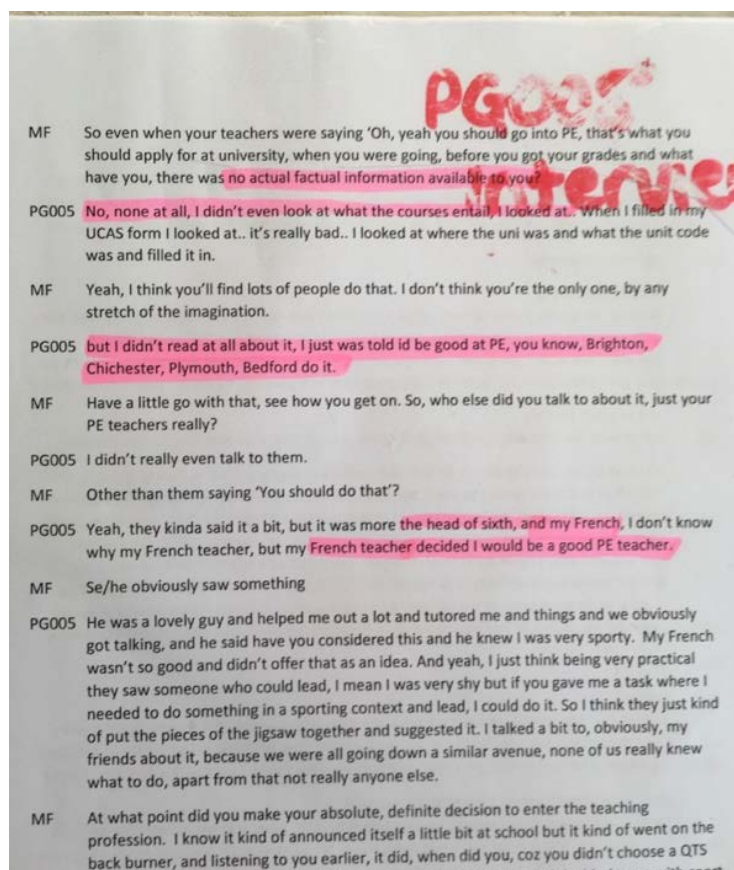 PG005
Interview
MF So even when your teachers were saying 'Oh, yeah you should go into PE, that's what you
should apply for at university, when you were going, before you got your grades and what
have you, there was no actual factual information available to you?
PG005 No, none at all, I didn't even look at what the courses entail, I looked at.. When I filled in my
UCAS form I looked at.. it's really bad.. I looked at where the uni was and what the unit code
was and filled it in.
MF Yeah, I think you'll find lots of people do that. I don't think you're the only one, by any
stretch of the imagination.
PG005 but I didn't read at all about it, I just was told id be good at PE, you know, Brighton,
Chichester, Plymouth, Bedford do it.
MF Have a little go with that, see how you get on. So, who else did you talk to about it, just your
PE teachers really?
PG005 I didn't really even talk to them.
MF Other than them saying 'You should do that'?
PG005 Yeah, they kinda said it a bit, but it was more the head of sixth, and my French, I don't know
why my French teacher, but my French teacher decided I would be a good PE teacher.
MF Se/he obviously saw something
PG005 He was a lovely guy and helped me out a lot and tutored me and things and we obviously
got talking, and he said have you considered this and he knew I was very sporty. My French
wasn't so good and didn't offer that as an idea. And yeah, I just think being very practical
they saw someone who could lead, I mean I was very shy but if you gave me a task where I
needed to do something in a sporting context and lead, I could do it. So I think they just kind
of put the pieces of the jigsaw together and suggested it. I talked a bit to, obviously, my
friends about it, because we were all going down a similar avenue, none of us really knew
what to do, apart from that not really anyone else.
MF At what point did you make your absolute, definite decision to enter the teaching
profession. I know it kind of announced itself a little bit at school but it kind of went on the
back burner, and listening to you earlier, it did, when did you, coz you didn't choose a QTS